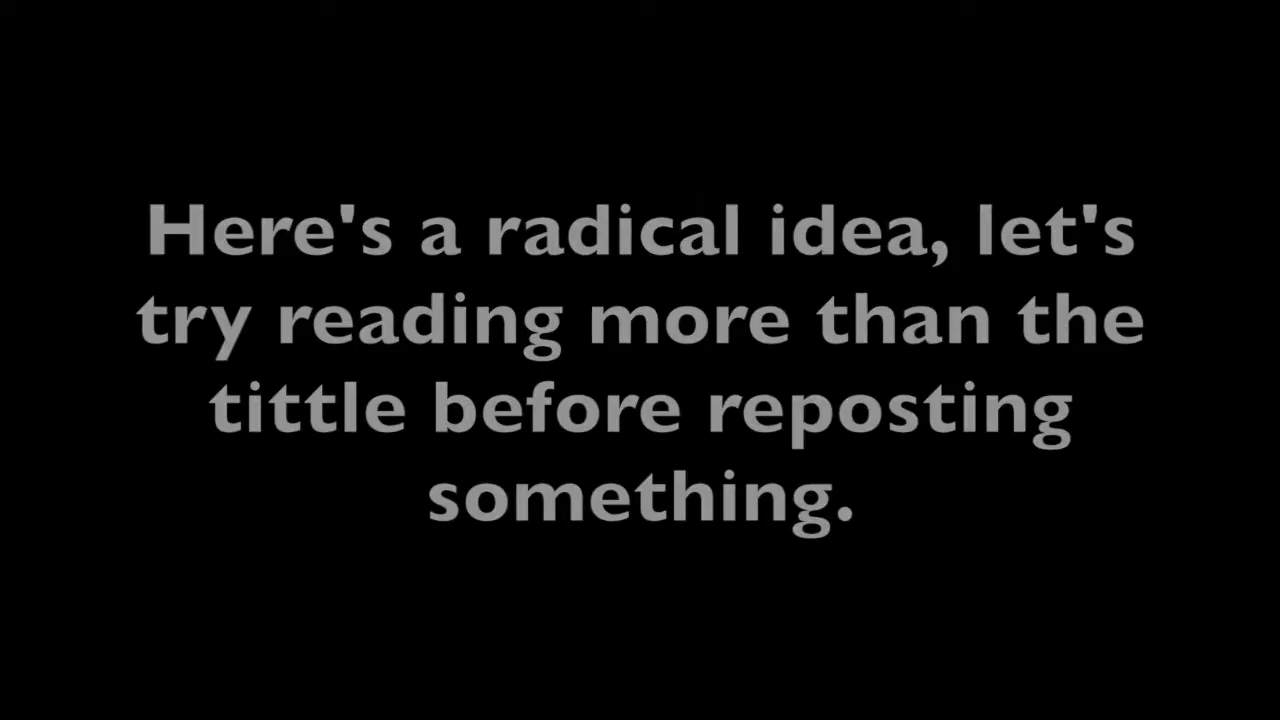 Here's a radical idea, let's
try reading more than the
tittle before reposting
something.